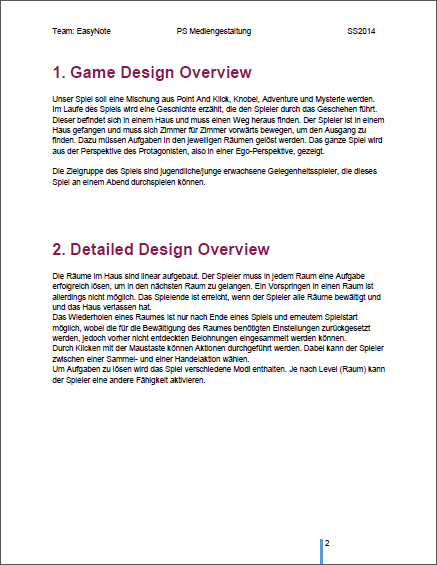 Team: EasyNote PS Mediengestaltung SS2014
1. Game Design Overview
Unser Spiel soll eine Mischung aus Point And Klick, Knobel, Adventure und Mysterie werden.
Im Laufe des Spiels wird eine Geschichte erzählt, die den Spieler durch das Geschehen führt.
Dieser befindet sich in einem Haus und muss einen Weg heraus finden. Der Spieler ist in einem
Haus gefangen und muss sich Zimmer für Zimmer vorwärts bewegen, um den Ausgang zu
finden. Dazu müssen Aufgaben in den jeweiligen Räumen gelöst werden. Das ganze Spiel wird
aus der Perspektive des Protagonisten, also in einer Ego-Perspektive, gezeigt.
Die Zielgruppe des Spiels sind jugendliche/junge erwachsene Gelegenheitsspieler, die dieses
Spiel an einem Abend durchspielen können.
2. Detailed Design Overview
Die Räume im Haus sind linear aufgebaut. Der Spieler muss in jedem Raum eine Aufgabe
erfolgreich lösen, um in den nächsten Raum zu gelangen. Ein Vorspringen in einen Raum ist
allerdings nicht möglich. Das Spielende ist erreicht, wenn der Spieler alle Räume bewältigt und
und das Haus verlassen hat.
Das Wiederholen eines Raumes ist nur nach Ende eines Spiels und erneutem Spielstart
möglich, wobei die für die Bewältigung des Raumes benötigten Einstellungen zurückgesetzt
werden, jedoch vorher nicht entdeckten Belohnungen eingesammelt werden können.
Durch Klicken mit der Maustaste können Aktionen durchgeführt werden. Dabei kann der Spieler
zwischen einer Sammel- und einer Handelaktion wählen.
Um Aufgaben zu lösen wird das Spiel verschiedene Modi enthalten. Je nach Level (Raum) kann
der Spieler eine andere Fähigkeit aktivieren.
2